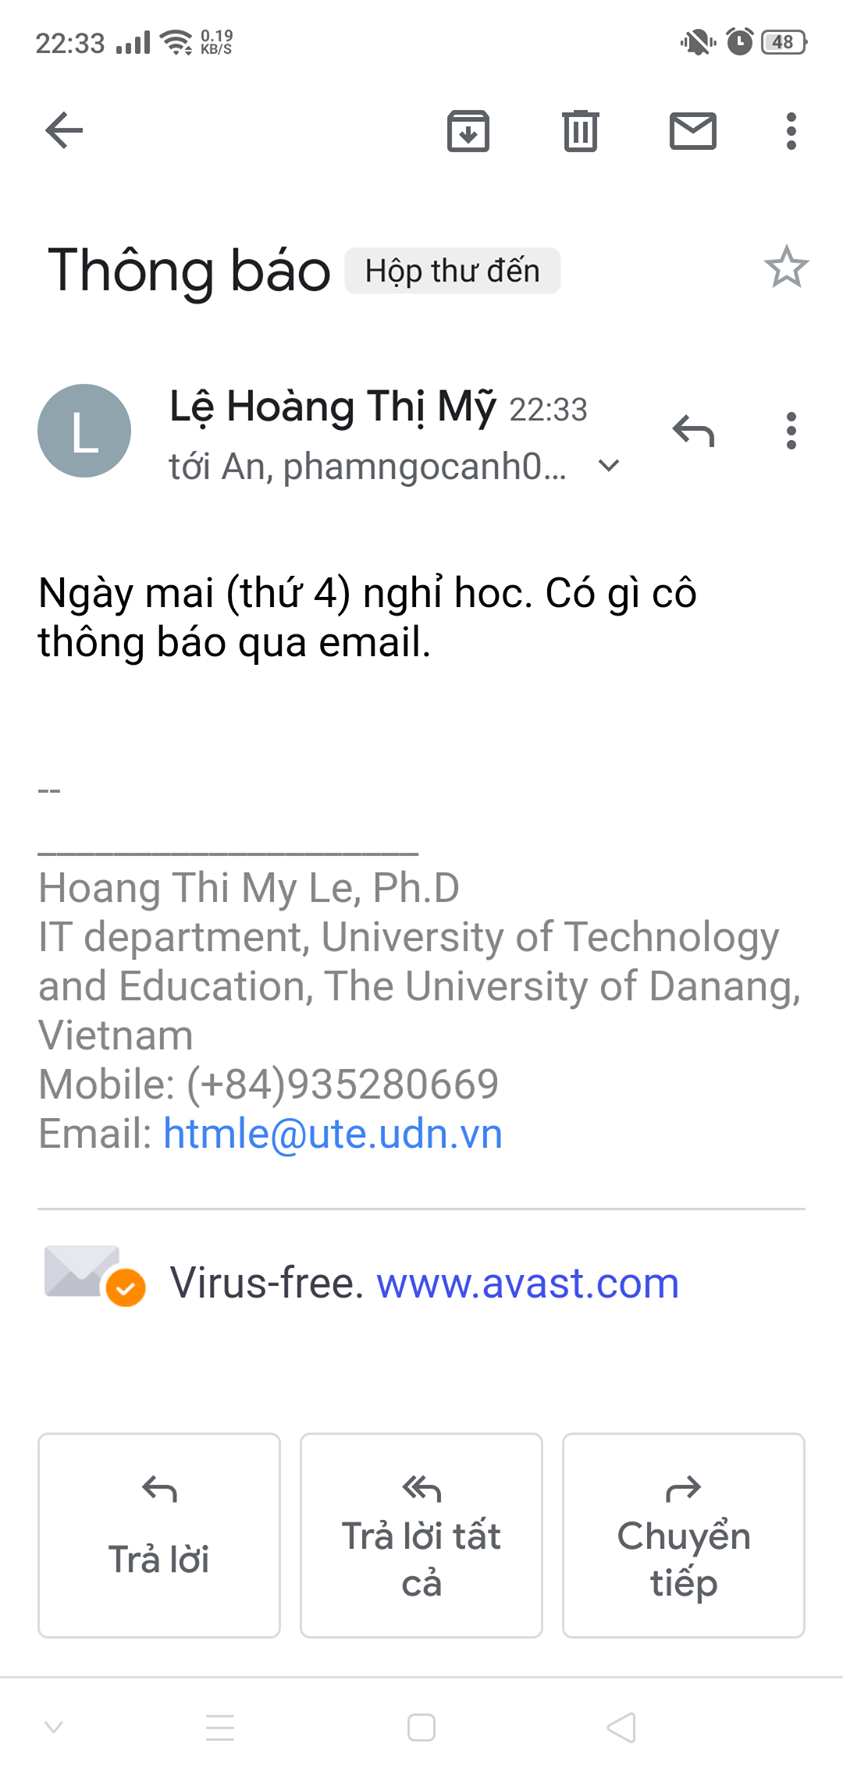 22:33 0.19 KB/S 48
Thông báo Hộp thư đến
L
Lệ Hoàng Thị Mỹ 22:33
tới An, phamngocanh0...
Ngày mai (thứ 4) nghỉ hoc. Có gì cô
thông báo qua email.
--
____________________
Hoang Thi My Le, Ph.D
IT department, University of Technology
and Education, The University of Danang,
Vietnam
Mobile: (+84)935280669
Email: htmle@ute.udn.vn
Virus-free. www.avast.com
Trả lời
Trả lời tất
cả
Chuyển
tiếp